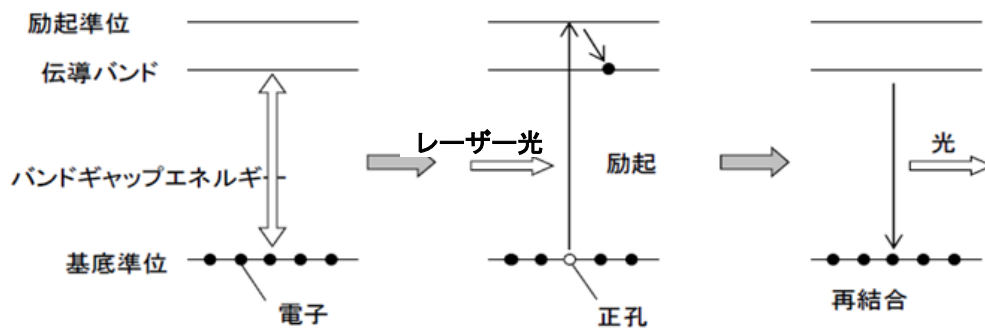 励起準位
伝導バンド
バンドギャップエネルギー
基底準位
電子
レーザー光
励起
正孔
光
再結合